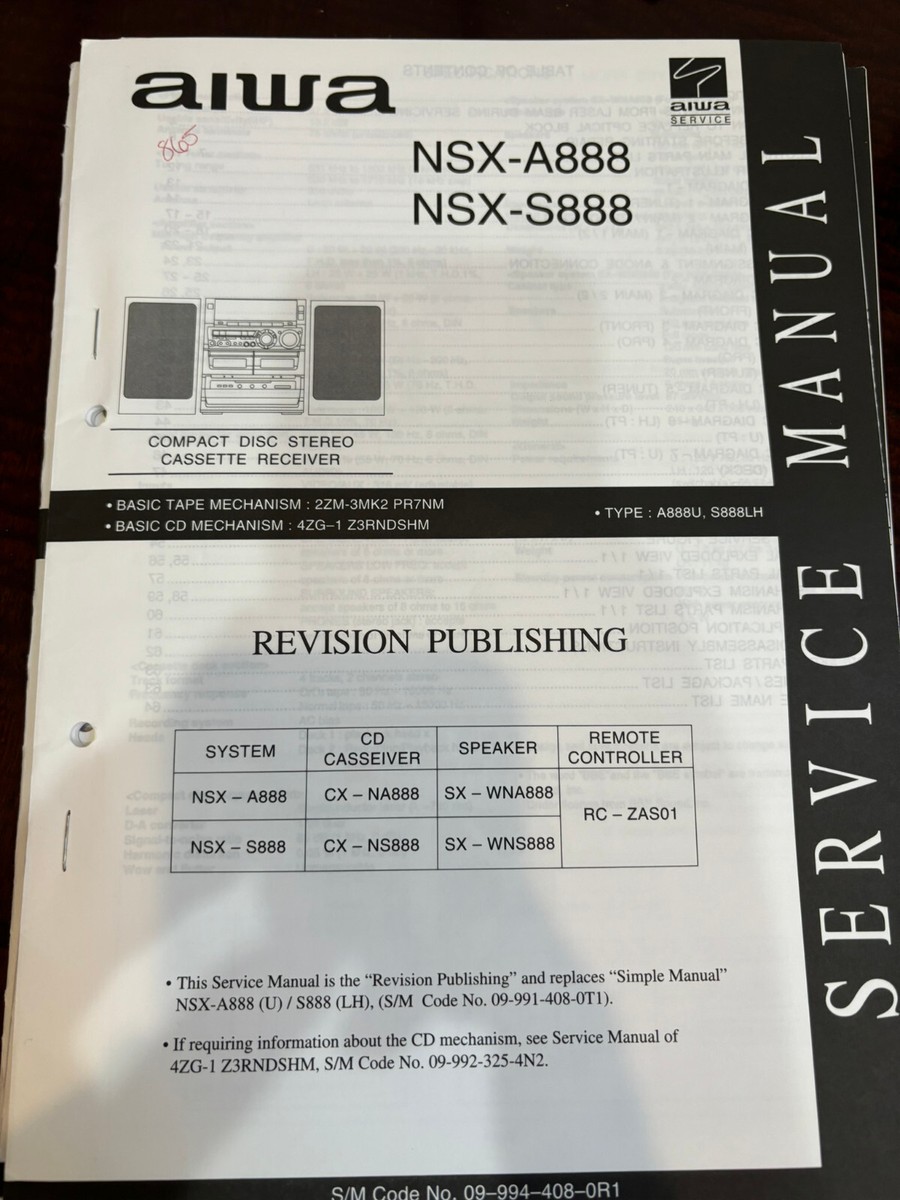 aiwa
aiwa
SERVICE
865
NSX-A888
NSX-S888
COMPACT DISC STEREO
CASSETTE RECEIVER
• BASIC TAPE MECHANISM : 2ZM-3MK2 PR7NM
• BASIC CD MECHANISM : 4ZG-1 Z3RNDSHM
• TYPE : A888U, S888LH
REVISION PUBLISHING
SYSTEM
CD CASSEIVER
SPEAKER
REMOTE CONTROLLER
NSX – A888
CX – NA888
SX – WNA888
RC – ZAS01
NSX – S888
CX – NS888
SX – WNS888
• This Service Manual is the “Revision Publishing” and replaces “Simple Manual”
NSX-A888 (U) / S888 (LH), (S/M Code No. 09-991-408-0T1).
• If requiring information about the CD mechanism, see Service Manual of
4ZG-1 Z3RNDSHM, S/M Code No. 09-992-325-4N2.
S/M Code No. 09-994-408-0R1
SERVICE MANUAL